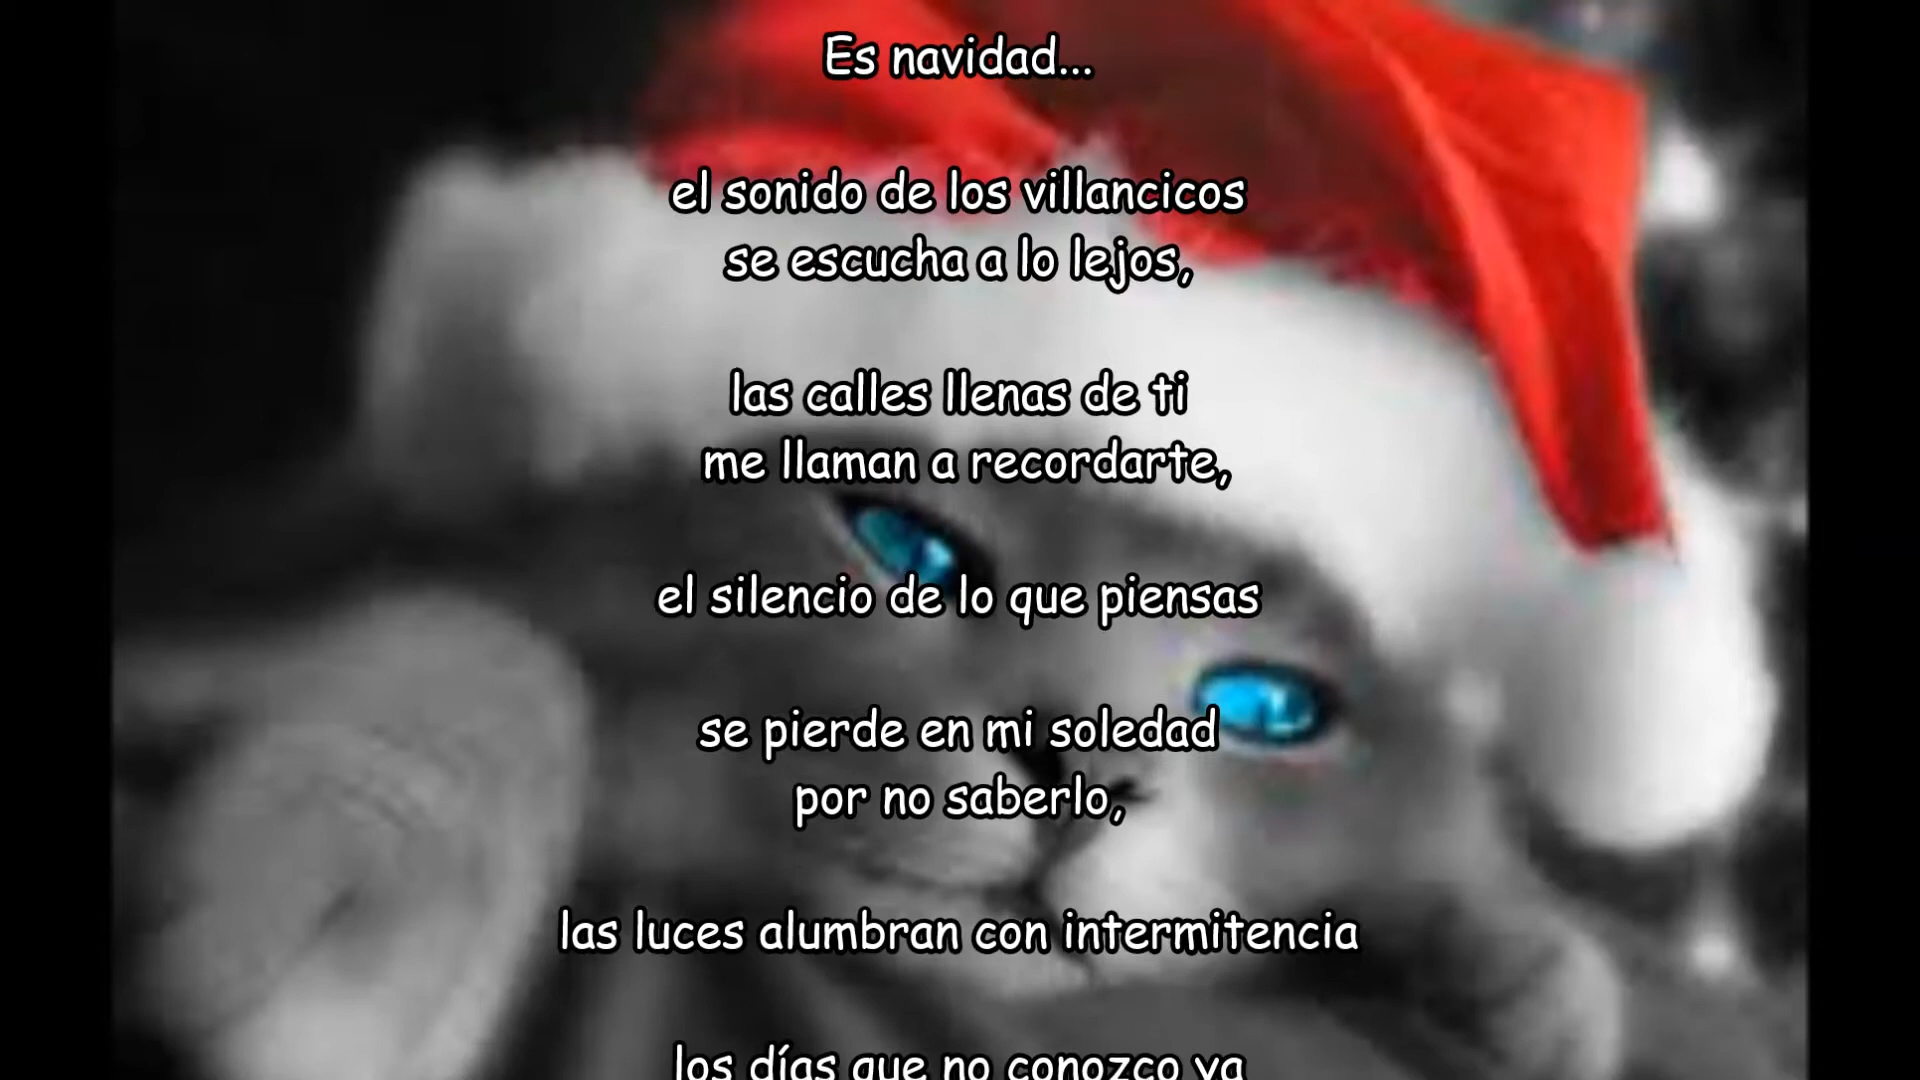 Es navidad...
el sonido de los villancicos
se escucha a lo lejos,
las calles llenas de ti
me llaman a recordarte,
el silencio de lo que piensas
se pierde en mi soledad
por no saberlo,
las luces alumbran con intermitencia
los días que no conozco ya